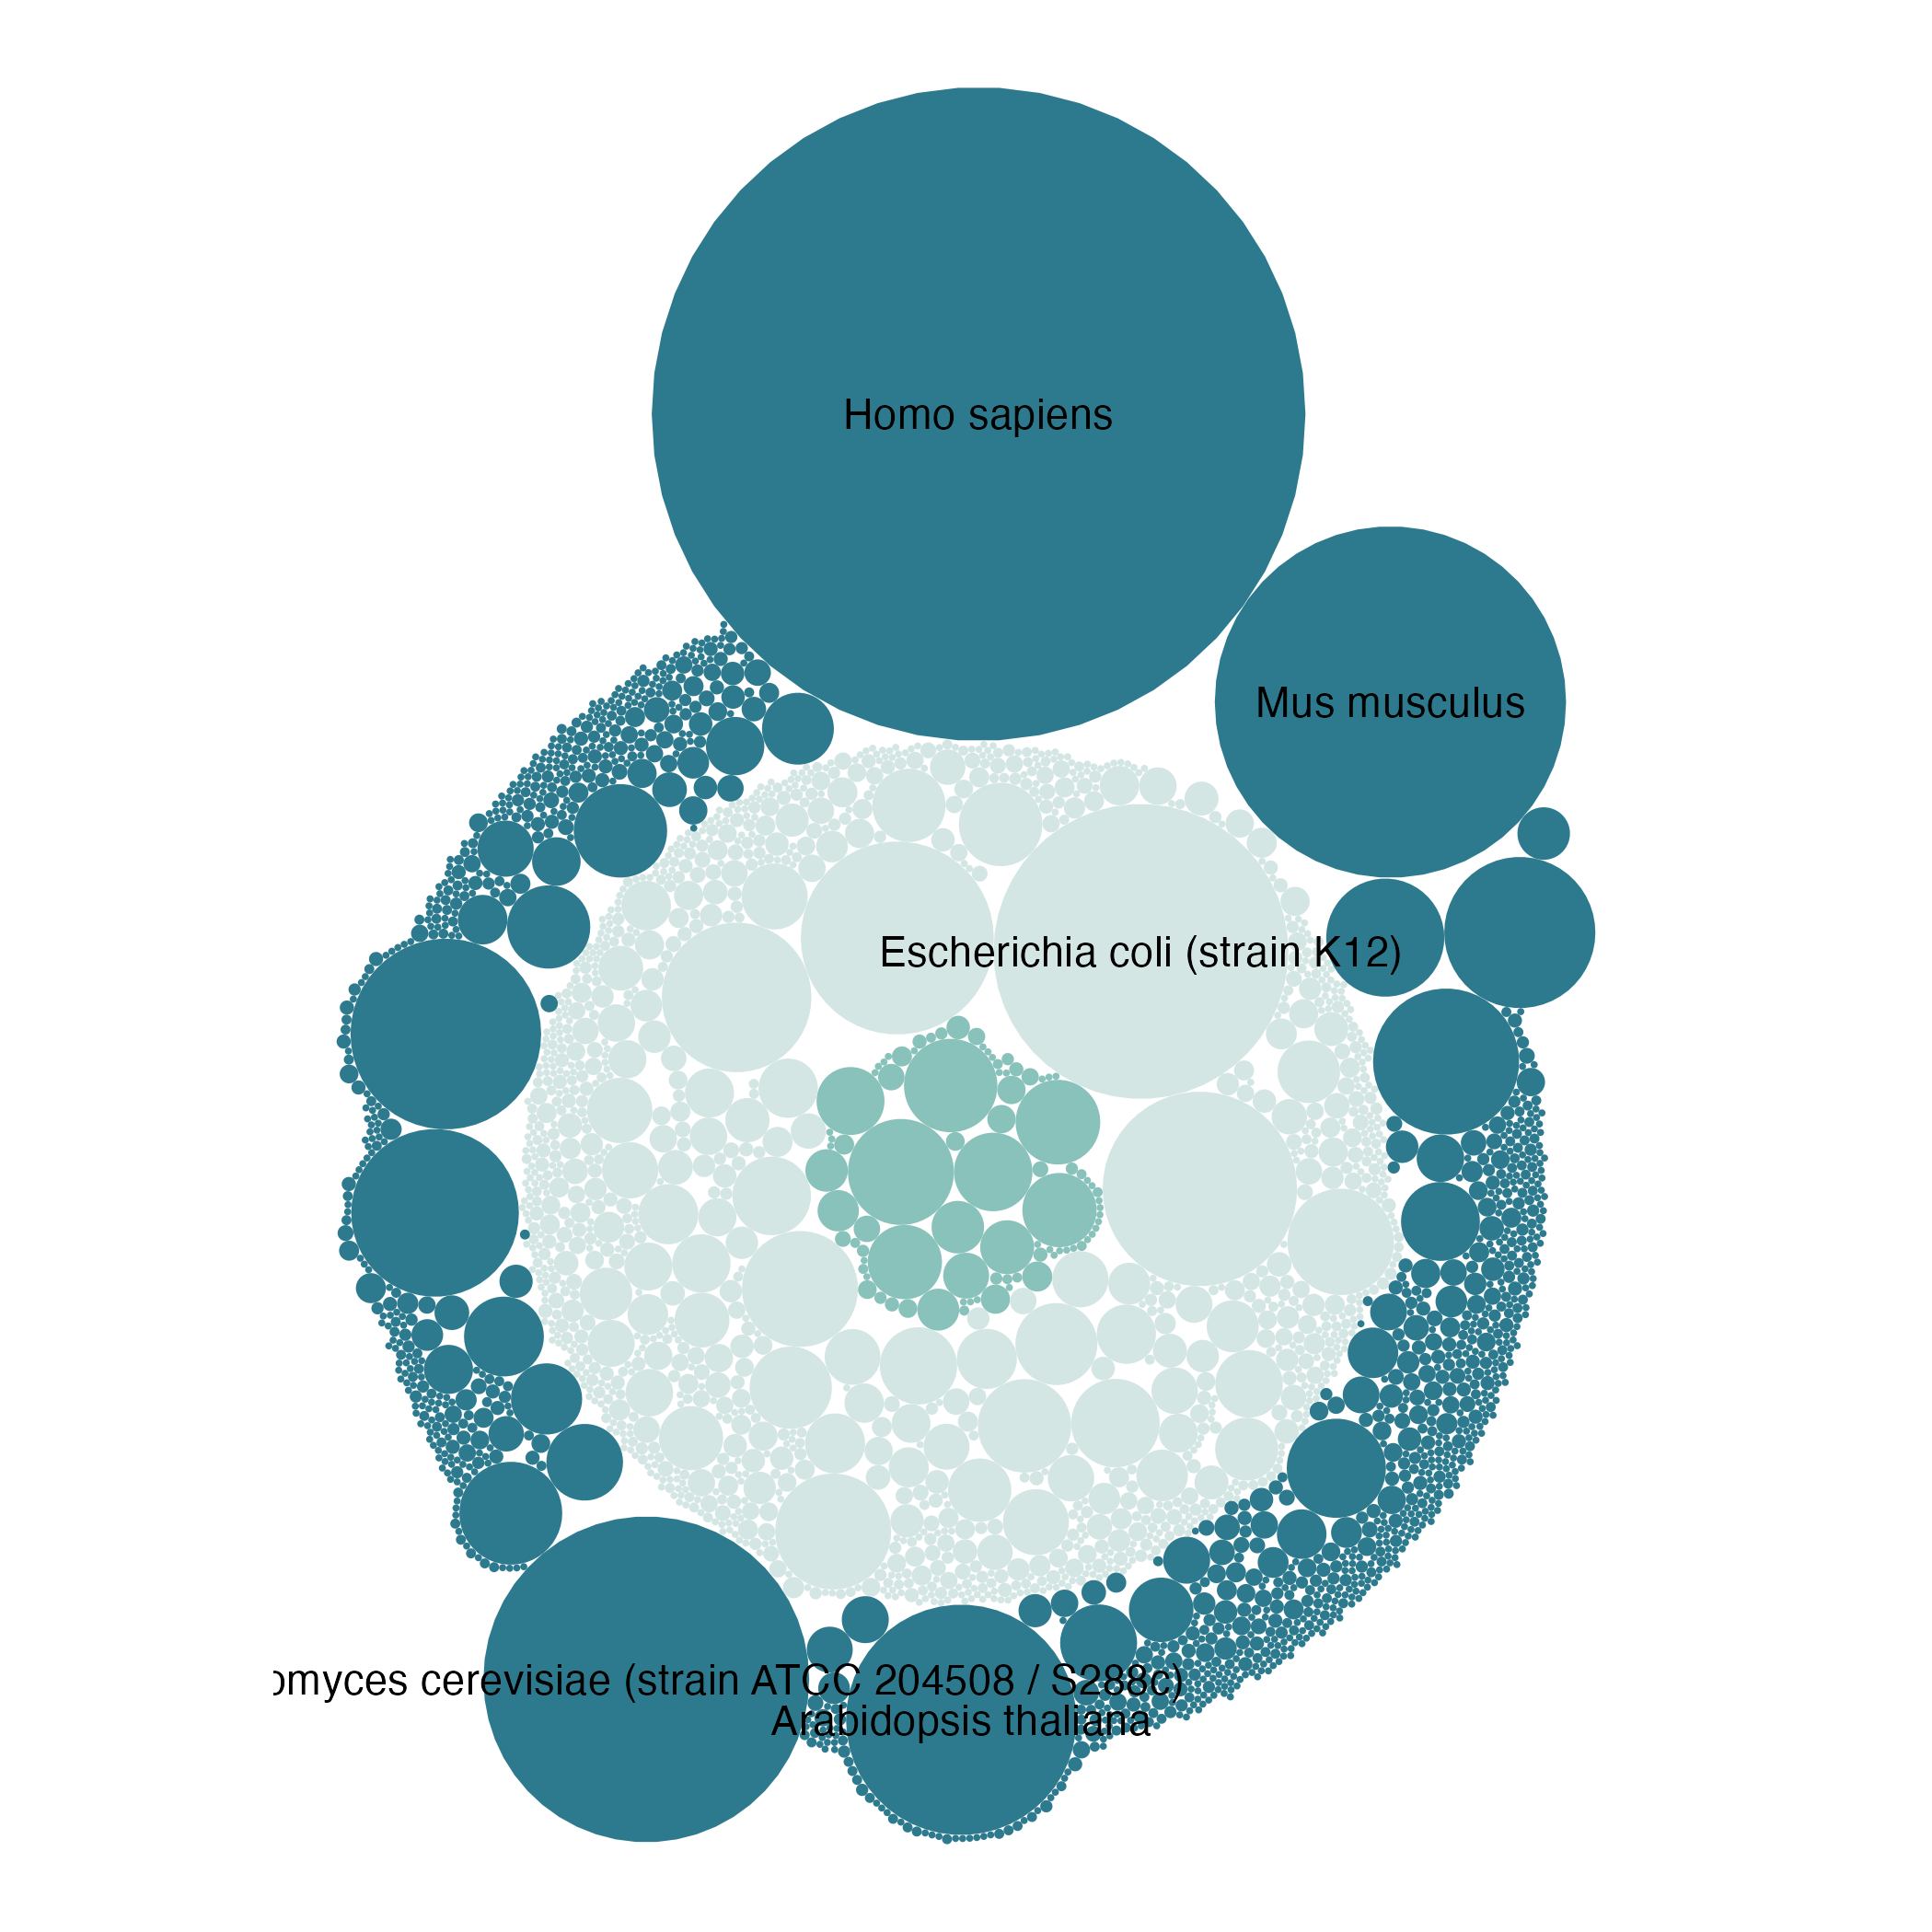 Homo sapiens
Mus musculus
Escherichia coli (strain K12)
omyces cerevisiae (strain ATCC 204508 / S288c)
Arabidopsis thaliana